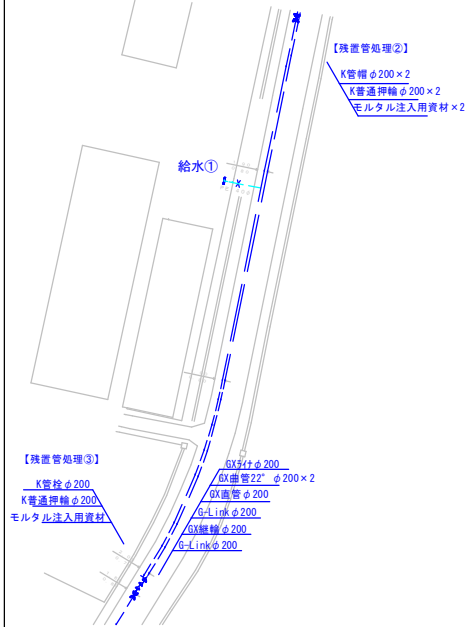 【残置管処理②】
K管帽φ200×2
K普通押輪φ200×2
モルタル注入用資材×2
給水①
【残置管処理③】
K管栓φ200
K普通押輪φ200
モルタル注入用資材
GXﾗｲﾅφ200
GX曲管22°φ200×2
GX直管φ200
G-Linkφ200
GX継輪φ200
G-Linkφ200